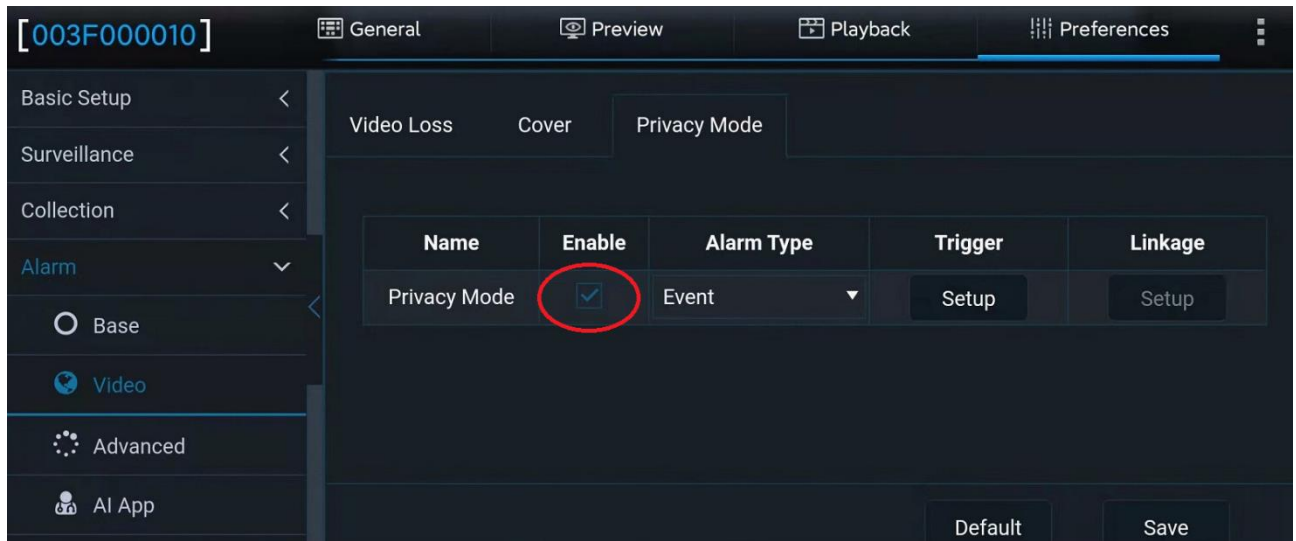 [003F000010]
General
Preview
Playback
Preferences
Basic Setup
Surveillance
Collection
Alarm
Base
Video
Advanced
AI App
Video Loss
Cover
Privacy Mode
Name Enable Alarm Type Trigger Linkage
Privacy Mode Event Setup Setup
Default Save